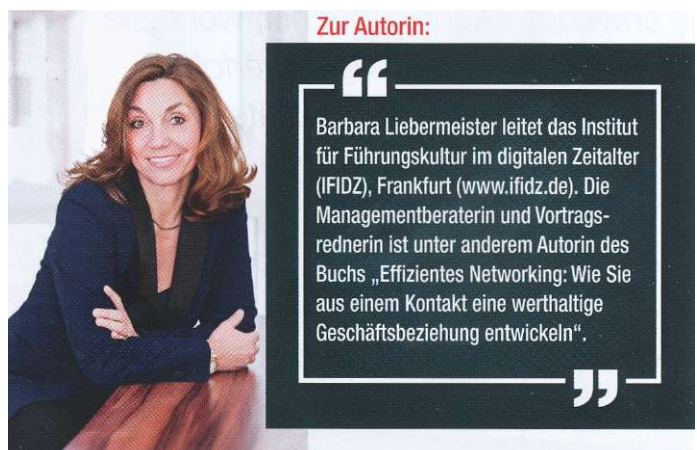 Zur Autorin:
Barbara Liebermeister leitet das Institut
für Führungskultur im digitalen Zeitalter
(IFIDZ), Frankfurt (www.ifidz.de). Die
Managementberaterin und Vortrags-
rednerin ist unter anderem Autorin des
Buchs „Effizientes Networking: Wie Sie
aus einem Kontakt eine werthaltige
Geschäftsbeziehung entwickeln“.